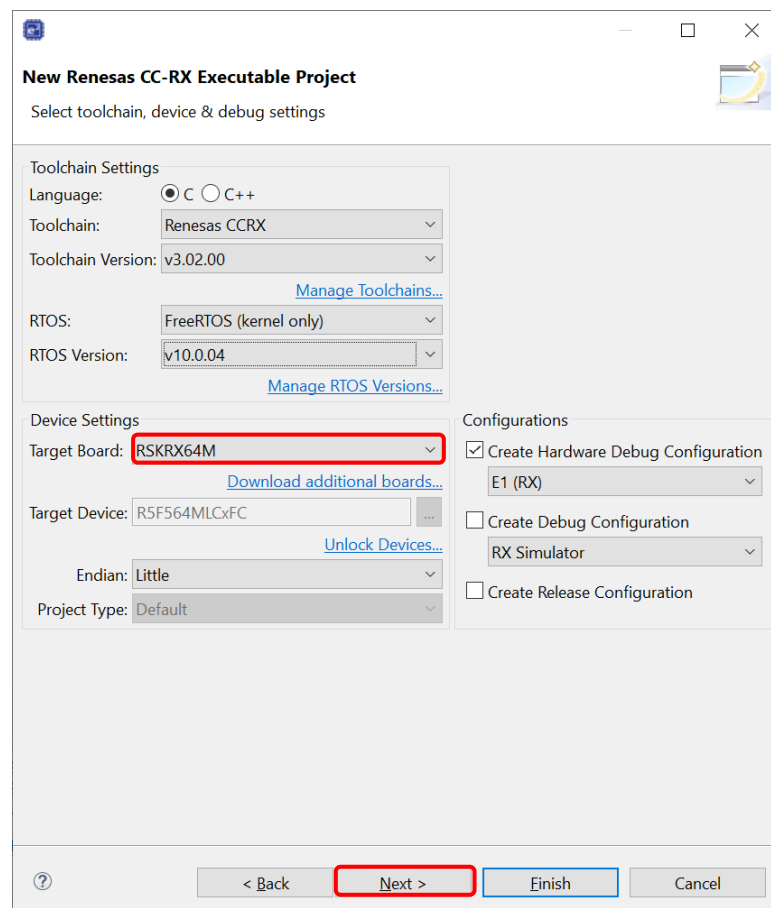 New Renesas CC-RX Executable Project
Select toolchain, device & debug settings
Toolchain Settings
Language: C C++
Toolchain: Renesas CCRX
Toolchain Version: v3.02.00
Manage Toolchains...
RTOS: FreeRTOS (kernel only)
RTOS Version: v10.0.04
Manage RTOS Versions...
Device Settings
Target Board: RSKRX64M
Download additional boards...
Target Device: R5F564MLCxFC ...
Unlock Devices...
Endian: Little
Project Type: Default
Configurations
Create Hardware Debug Configuration
E1 (RX)
Create Debug Configuration
RX Simulator
Create Release Configuration
? < Back Next > Finish Cancel